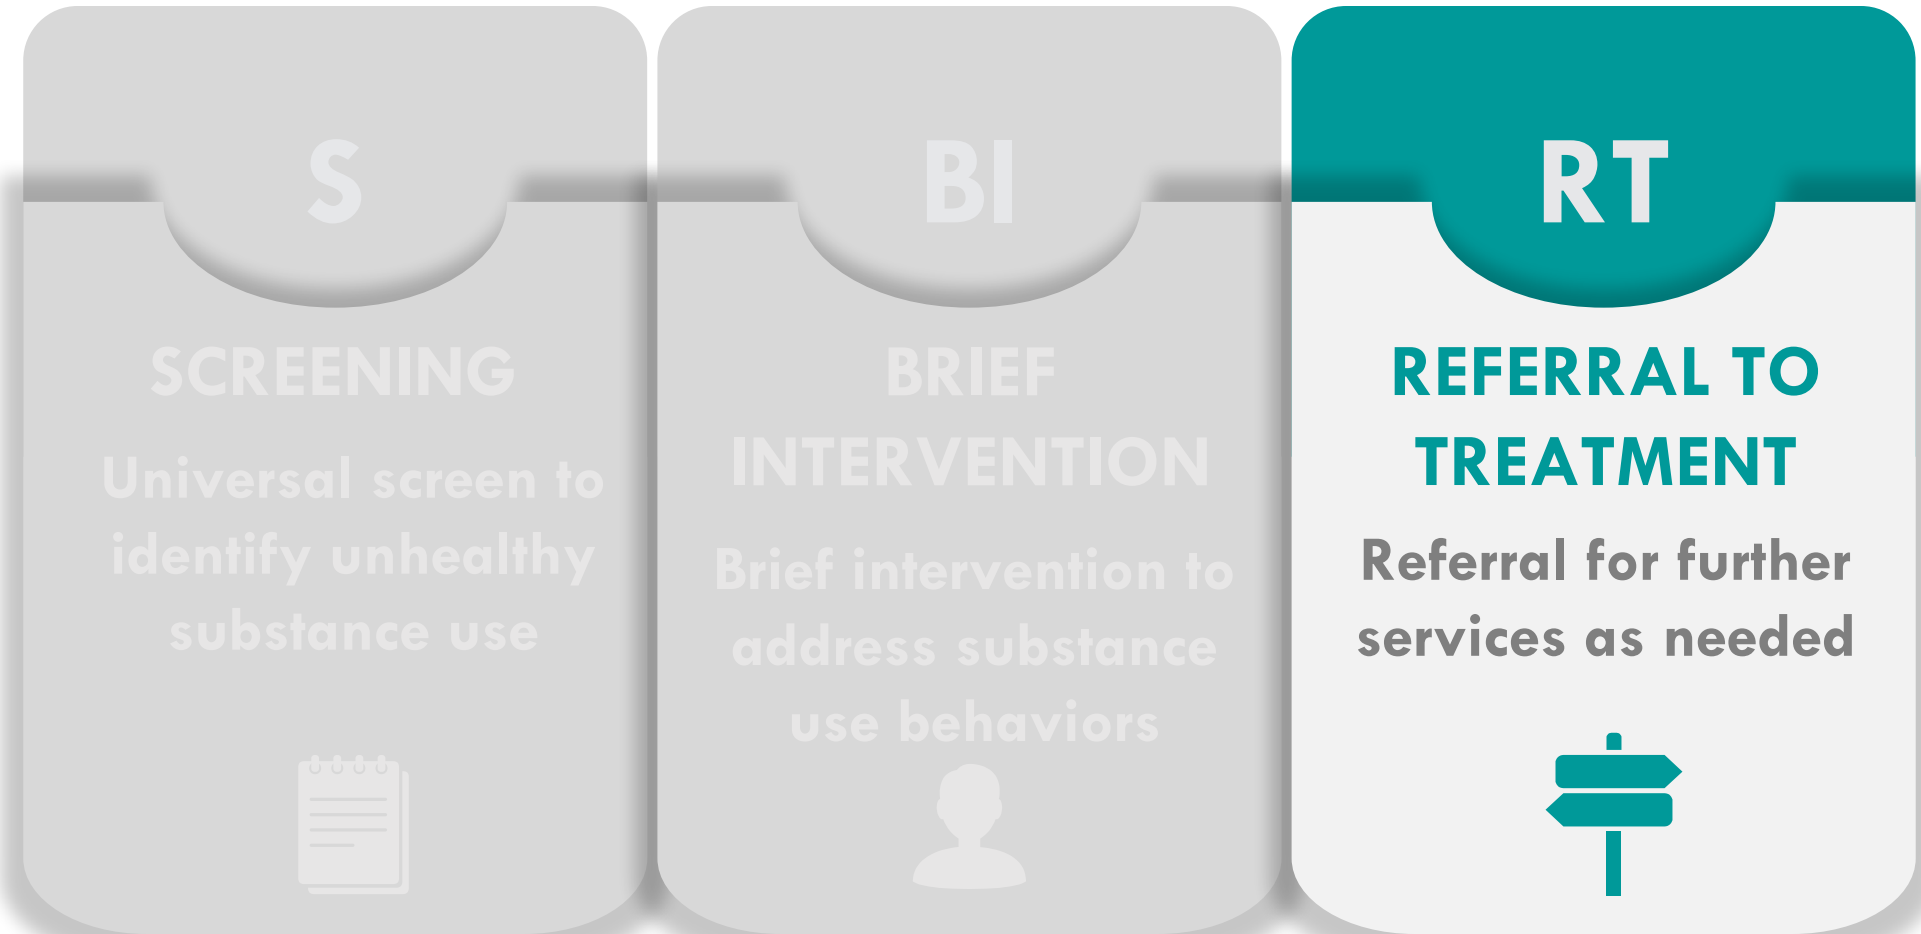 S
SCREENING
Universal screen to
identify unhealthy
substance use
BI
BRIEF
INTERVENTION
Brief intervention to
address substance
use behaviors
RT
REFERRAL TO
TREATMENT
Referral for further
services as needed